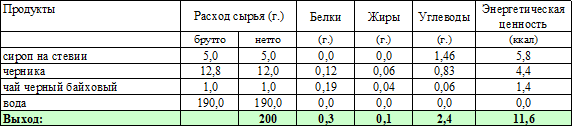 Продукты Расход сырья (г.) Белки Жиры Углеводы Энергетическая ценность
брутто нетто (г.) (г.) (г.) (ккал)
сироп на стевии 5,0 5,0 0,0 0,0 1,46 5,8
черника 12,8 12,0 0,12 0,06 0,83 4,4
чай черный байховый 1,0 1,0 0,19 0,04 0,06 1,4
вода 190,0 190,0 0,0 0,0 0,0 0,0
Выход: 200 0,3 0,1 2,4 11,6